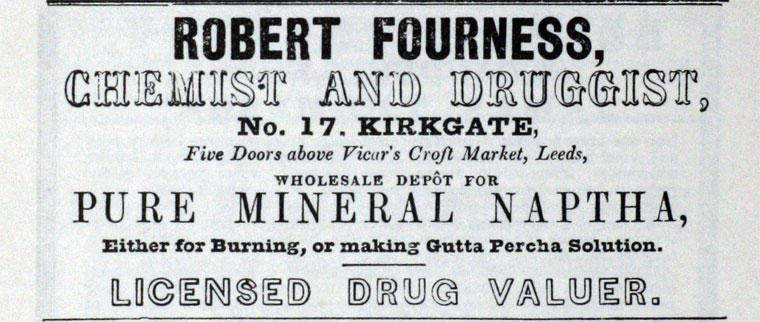 ROBERT FOURNESS,
CHEMIST AND DRUGGIST,
No. 17. KIRKGATE,
Five Doors above Vicar's Croft Market, Leeds,
WHOLESALE DEPÔT FOR
PURE MINERAL NAPTHA,
Either for Burning, or making Gutta Percha Solution.
LICENSED DRUG VALUER.